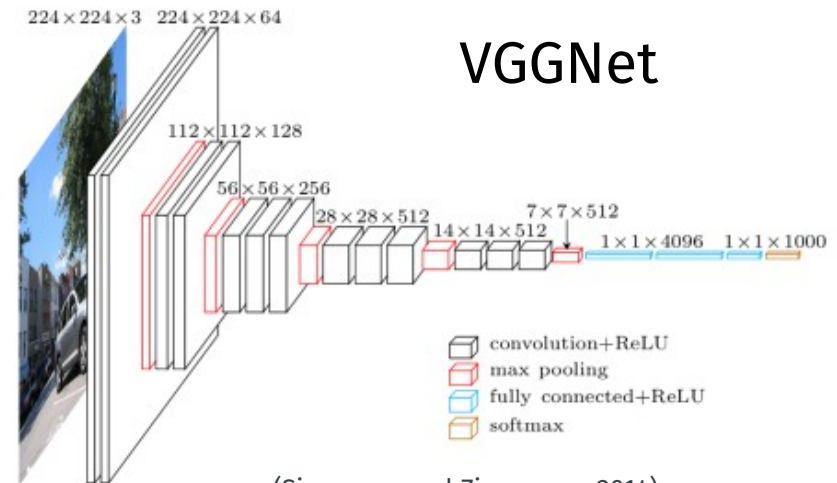 224×224×3 224×224×64
VGGNet
112×112×128
56×56×256
28×28×512
14×14×512
7×7×512
1×1×4096
1×1×1000
convolution+ReLU
max pooling
fully connected+ReLU
softmax